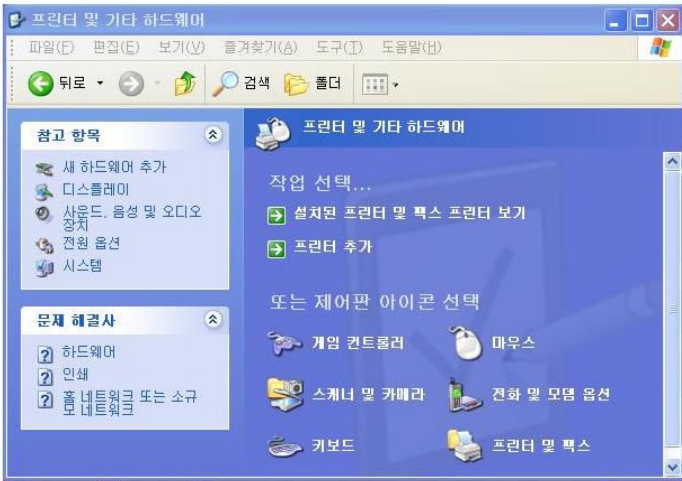 프린터 및 기타 하드웨어
파일(F) 편집(E) 보기(V) 즐겨찾기(A) 도구(T) 도움말(H)
뒤로 검색 폴더
참고 항목
새 하드웨어 추가
디스플레이
사운드, 음성 및 오디오
장치
전원 옵션
시스템
문제 해결사
하드웨어
인쇄
홈 네트워크 또는 소규
모 네트워크
프린터 및 기타 하드웨어
작업 선택...
설치된 프린터 및 팩스 프린터 보기
프린터 추가
또는 제어판 아이콘 선택
게임 컨트롤러 마우스
스캐너 및 카메라 전화 및 모뎀 옵션
키보드 프린터 및 팩스